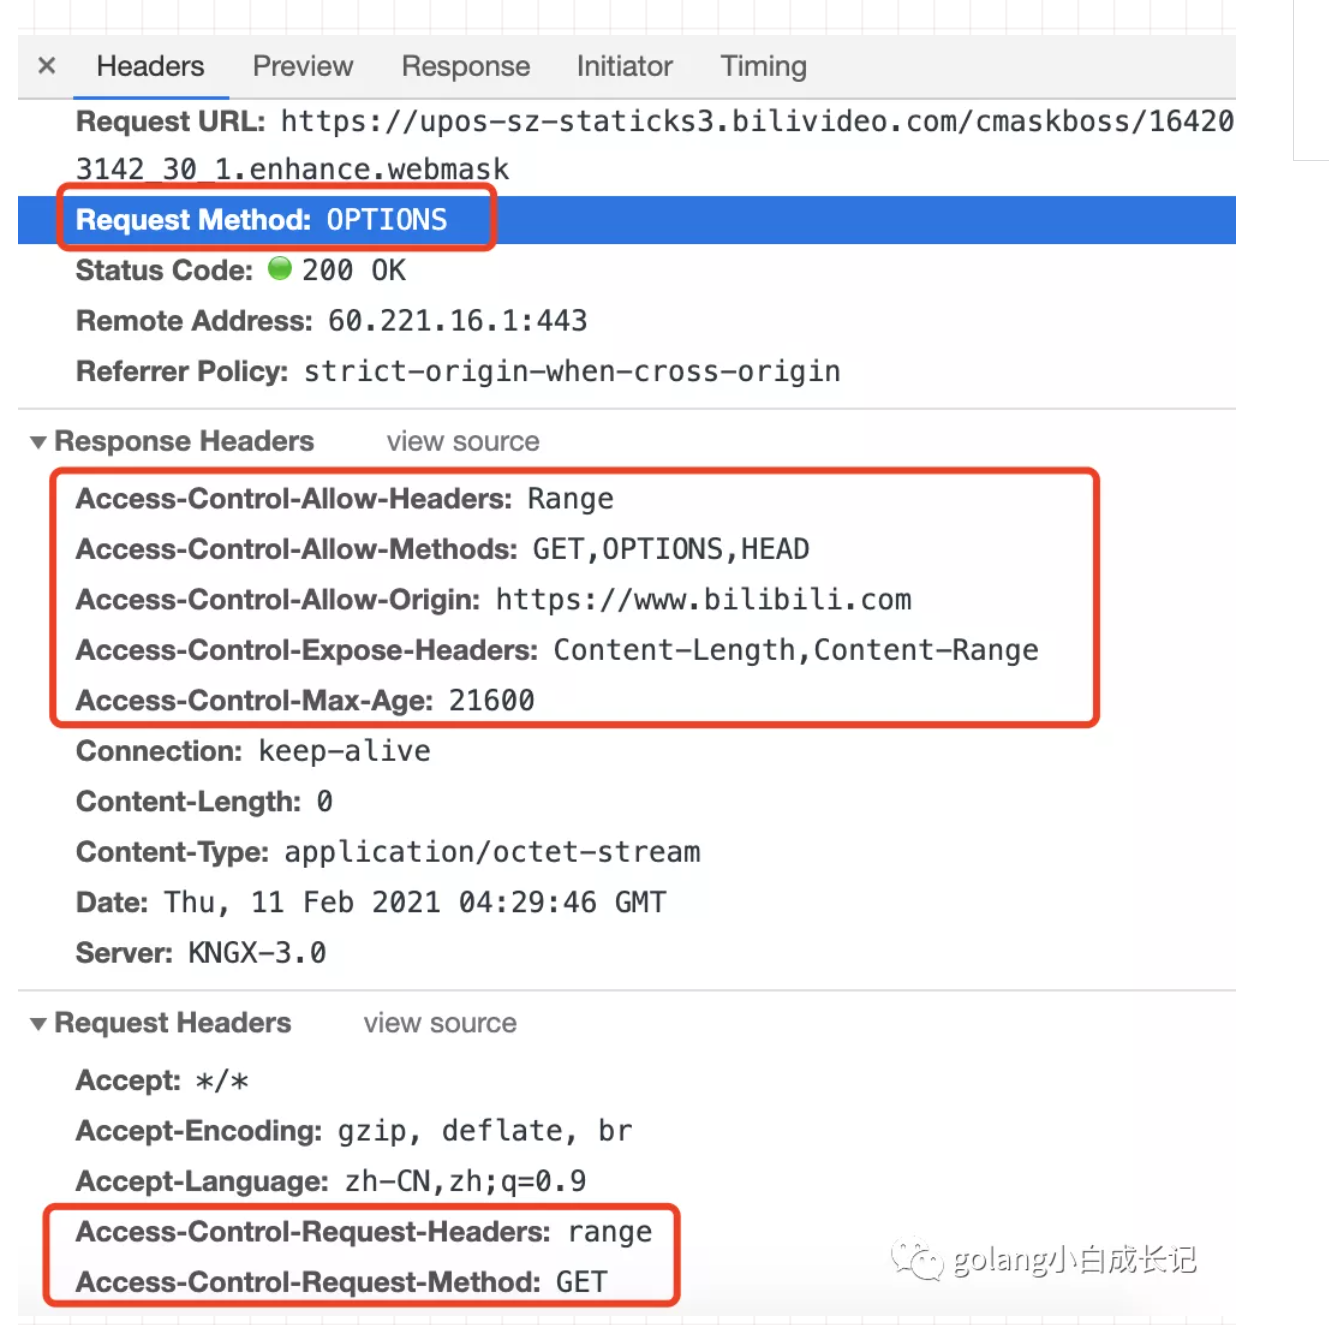 × Headers Preview Response Initiator Timing
Request URL: https://upos-sz-staticks3.bilivideo.com/cmaskboss/16420
3142_30_1.enhance.webmask
Request Method: OPTIONS
Status Code: 200 OK
Remote Address: 60.221.16.1:443
Referrer Policy: strict-origin-when-cross-origin
▼ Response Headers view source
Access-Control-Allow-Headers: Range
Access-Control-Allow-Methods: GET,OPTIONS,HEAD
Access-Control-Allow-Origin: https://www.bilibili.com
Access-Control-Expose-Headers: Content-Length,Content-Range
Access-Control-Max-Age: 21600
Connection: keep-alive
Content-Length: 0
Content-Type: application/octet-stream
Date: Thu, 11 Feb 2021 04:29:46 GMT
Server: KNGX-3.0
▼ Request Headers view source
Accept: */*
Accept-Encoding: gzip, deflate, br
Accept-Language: zh-CN,zh;q=0.9
Access-Control-Request-Headers: range
Access-Control-Request-Method: GET
golang小白成长记